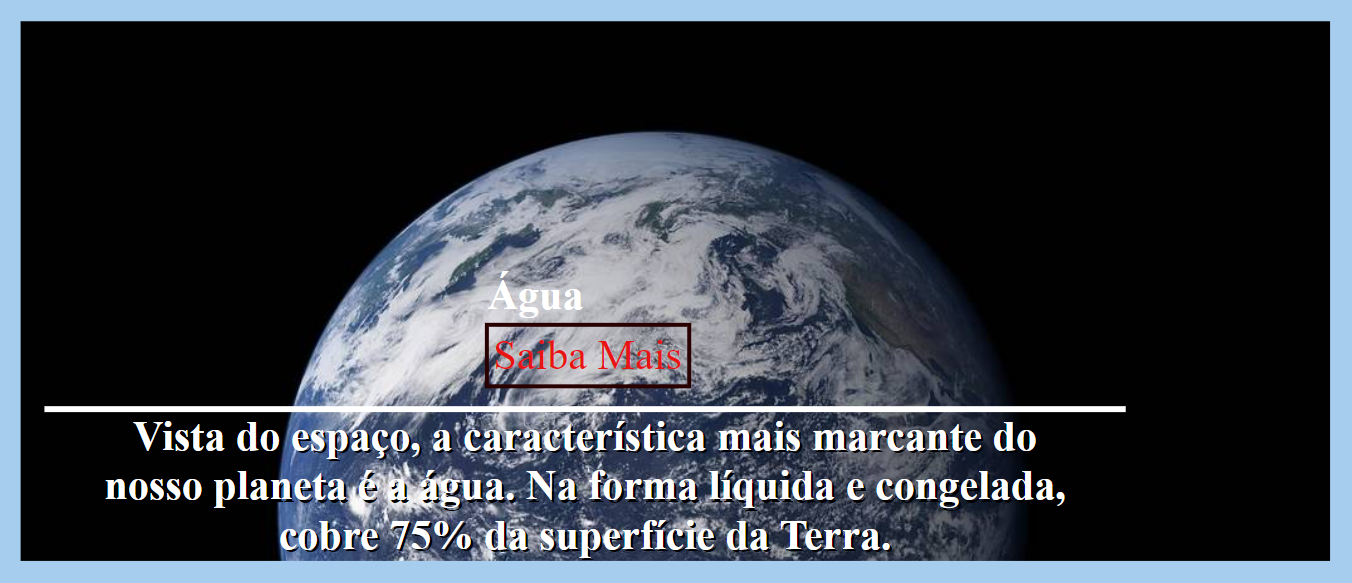 Água
Saiba Mais
Vista do espaço, a característica mais marcante do
nosso planeta é a água. Na forma líquida e congelada,
cobre 75% da superfície da Terra.